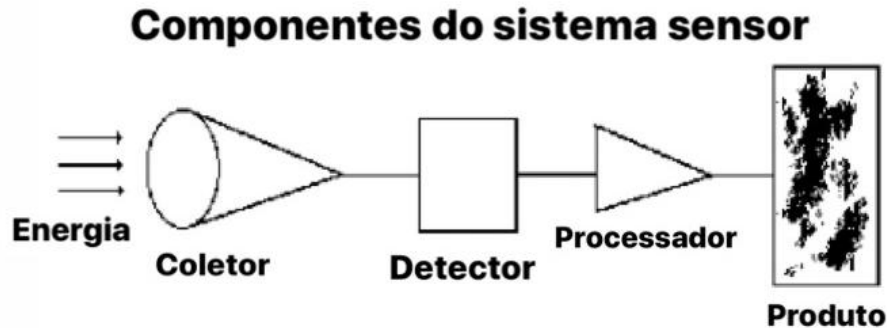 Componentes do sistema sensor
Energia
Coletor
Detector
Processador
Produto